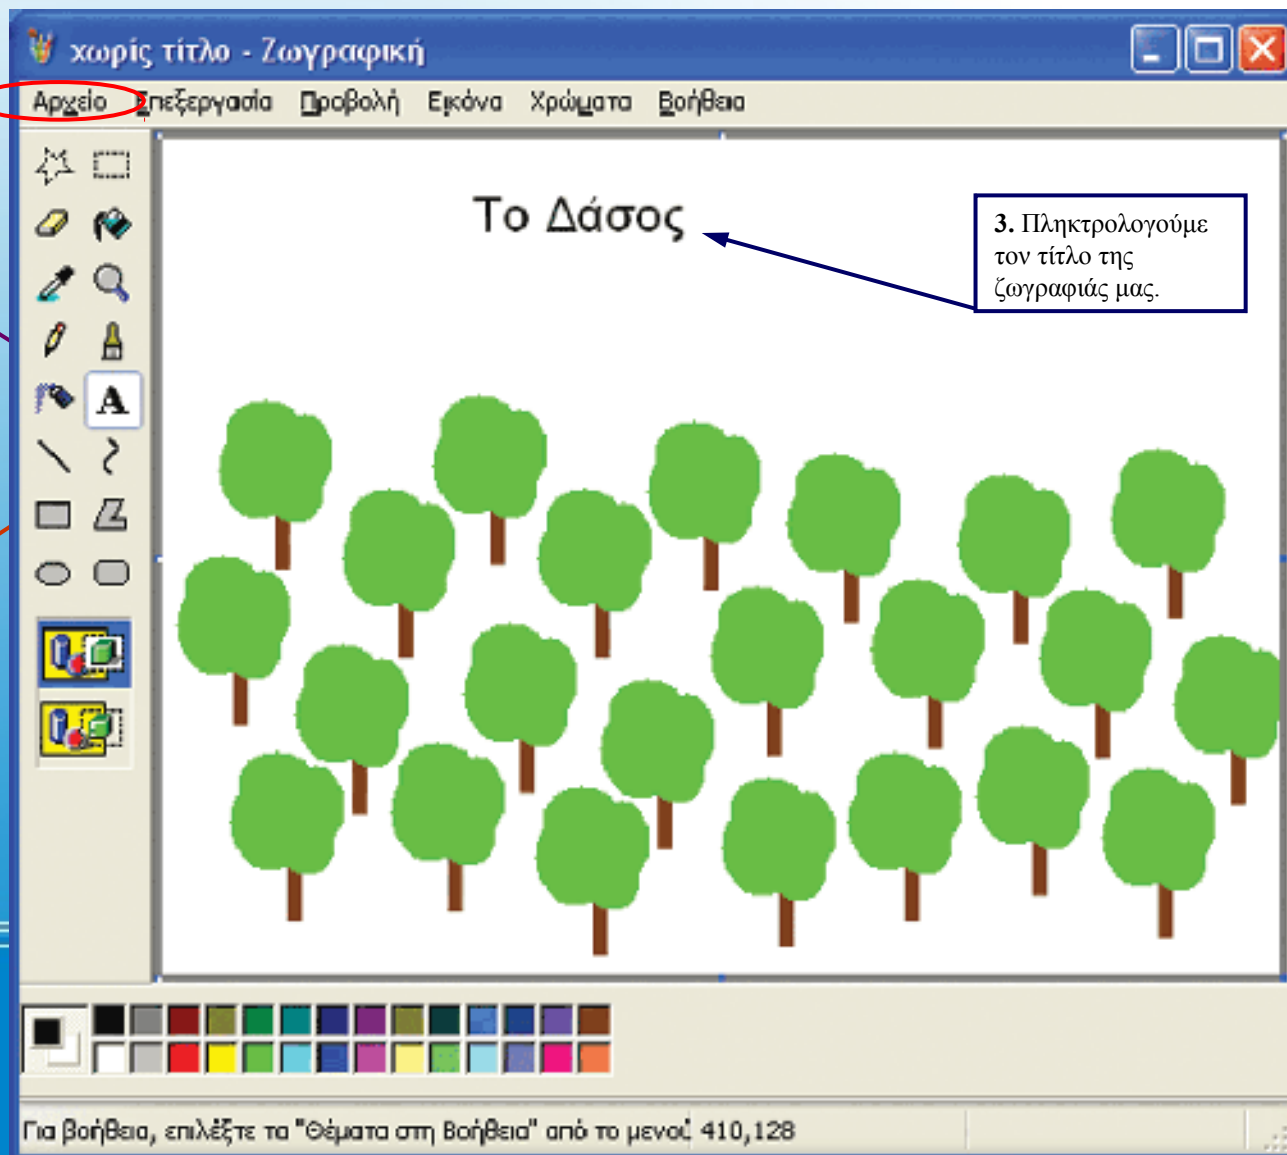 χωρίς τίτλο - Ζωγραφική
Αρχείο Επεξεργασία Προβολή Εικόνα Χρώματα Βοήθεια
Το Δάσος
3. Πληκτρολογούμε
τον τίτλο της
ζωγραφιάς μας.
A
Για βοήθεια, επιλέξτε τα "Θέματα στη Βοήθεια" από το μενού 410,128